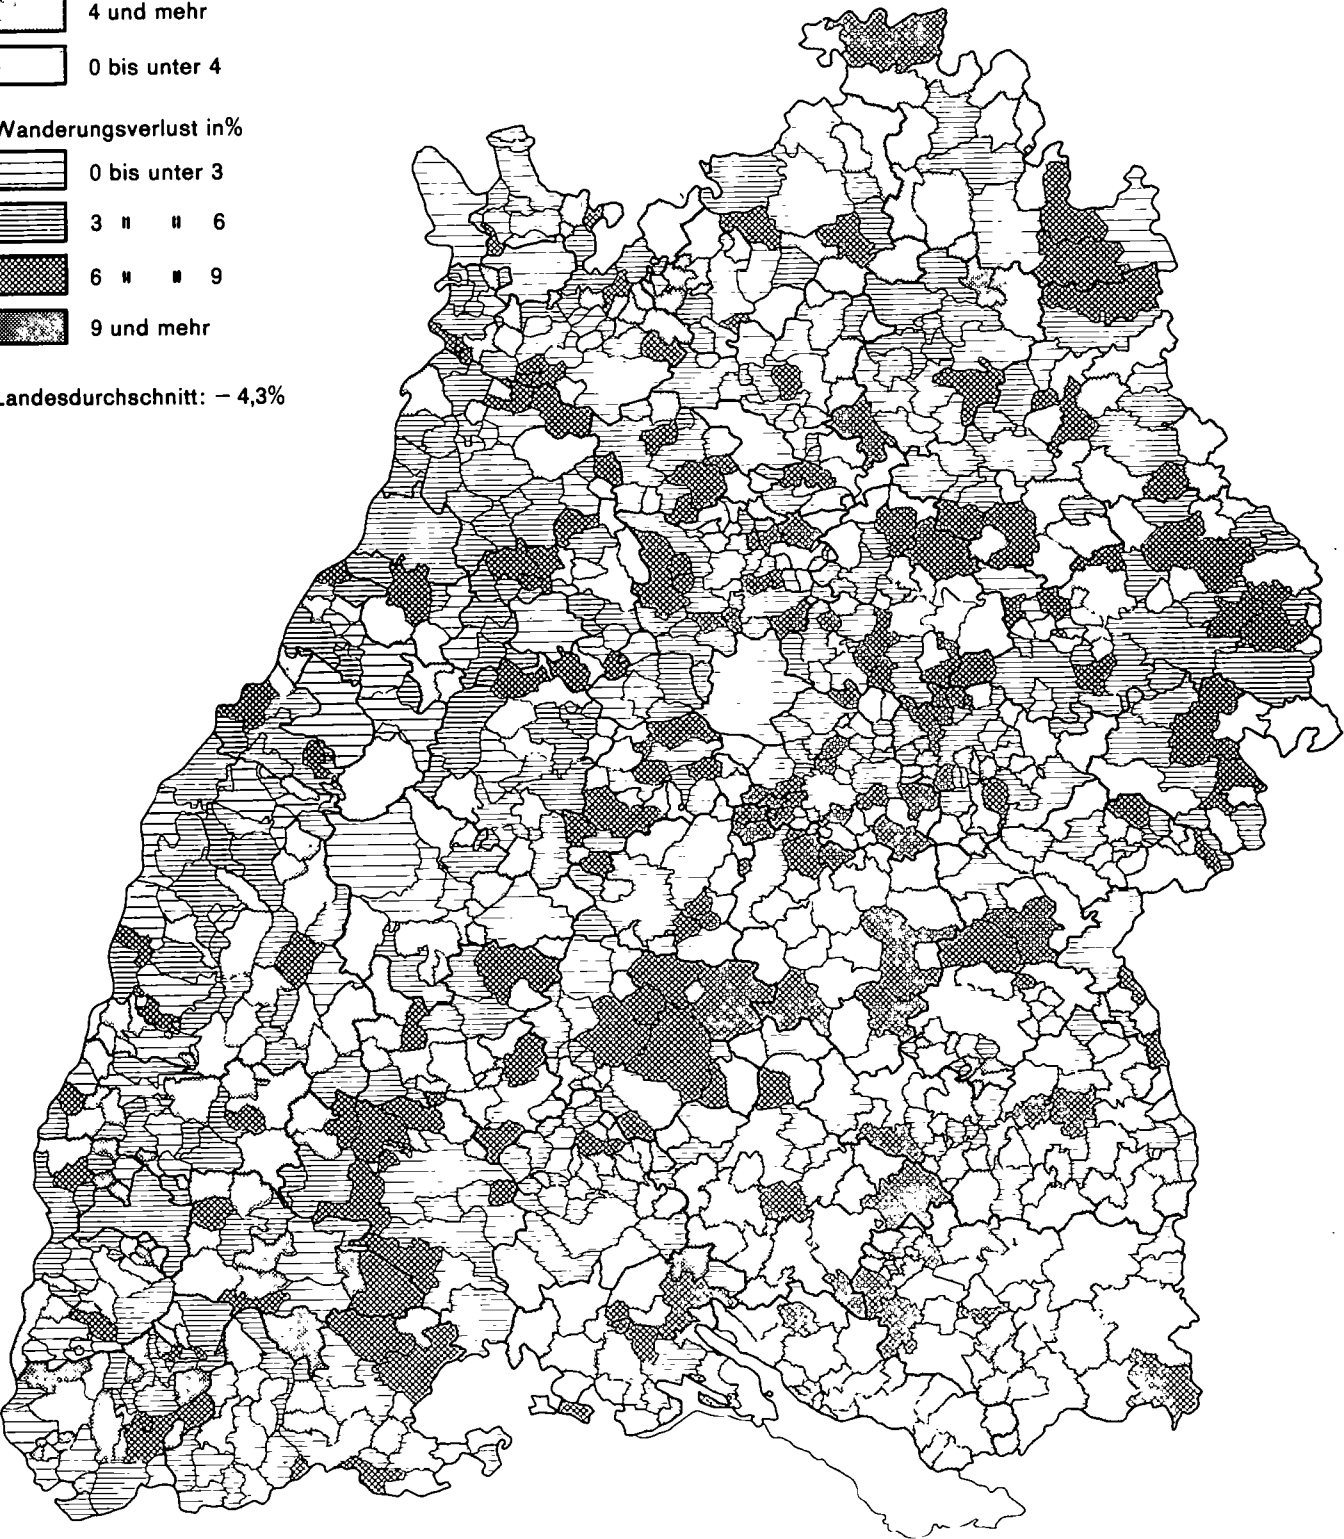 4 und mehr
0 bis unter 4
Wanderungsverlust in%
0 bis unter 3
3 " " 6
6 " " 9
9 und mehr
Landesdurchschnitt: – 4,3%